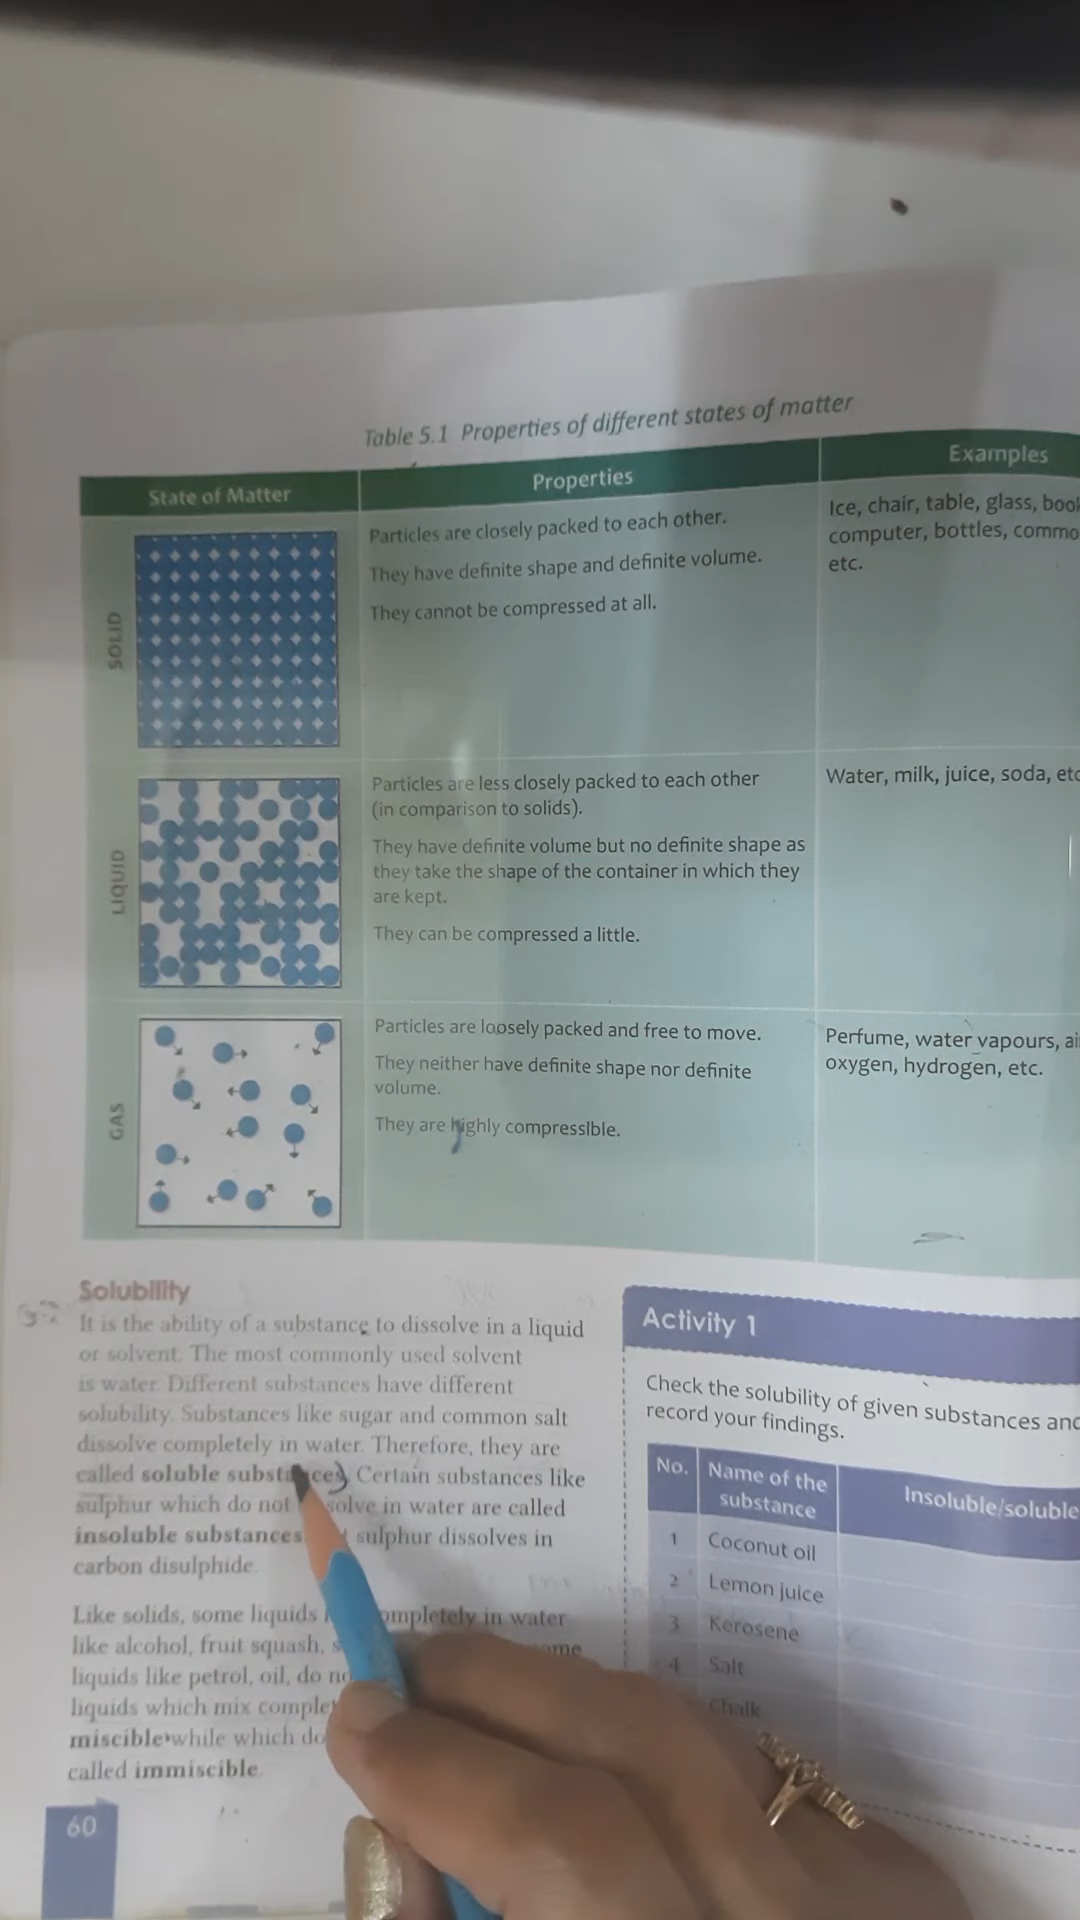 Table 5.1 Properties of different states of matter
State of Matter
Properties
Examples
SOLID
Particles are closely packed to each other.
They have definite shape and definite volume.
They cannot be compressed at all.
Ice, chair, table, glass,
computer, bottles,
etc.
LIQUID
Particles are less closely packed to each other
(in comparison to solids).
They have definite volume but no definite shape as
they take the shape of the container in which they
are kept.
They can be compressed a little.
Water, milk, juice, soda,
GAS
Particles are loosely packed and free to move.
They neither have definite shape nor definite
volume.
They are highly compressible.
Perfume, water vapours,
oxygen, hydrogen, etc.
Solubility
It is the ability of a substance to dissolve in a liquid
or solvent. The most commonly used solvent
is water. Different substances have different
solubility. Substances like sugar and common salt
dissolve completely in water. Therefore, they are
called soluble substances. Certain substances like
sulphur which do not in water are called
insoluble substances. sulphur dissolves in
carbon disulphide.
Like solids, some liquids in water
like alcohol, fruit squash,
liquids like petrol, oil, do
liquids which mix
miscible while which do
called immiscible.
60
Activity 1
Check the solubility of given substances
record your findings.
No.
Name of the
substance
Insoluble/soluble
1 Coconut oil
2 Lemon juice
3 Kerosene
4 Salt
Chalk